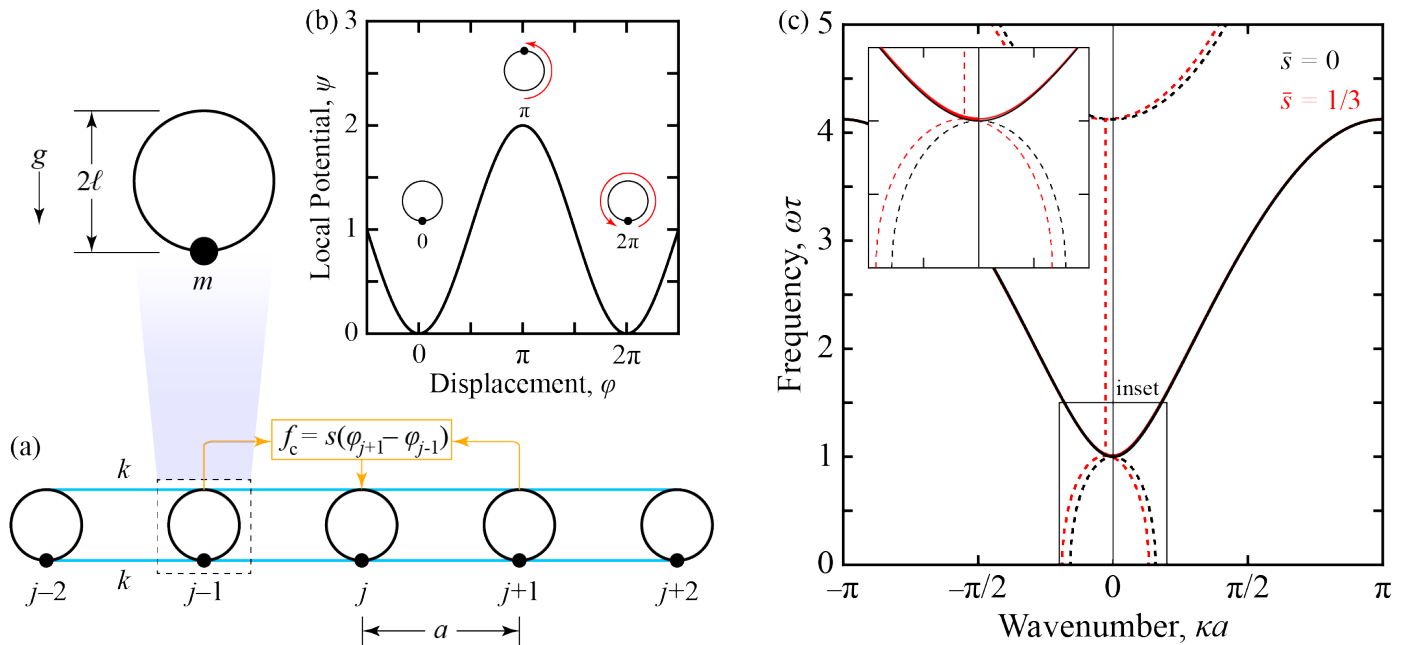 (b)
Local Potential, ψ
2
1
0
0
π
2π
0
π
2π
Displacement, φ
g
2ℓ
m
(a)
k
k
f_c = s(φ_{j+1} − φ_{j-1})
j−2
j−1
j
j+1
j+2
a
(c)
Frequency, ωτ
5
4
3
2
1
0
s̄ = 0
s̄ = 1/3
inset
−π
−π/2
0
π/2
π
Wavenumber, κa